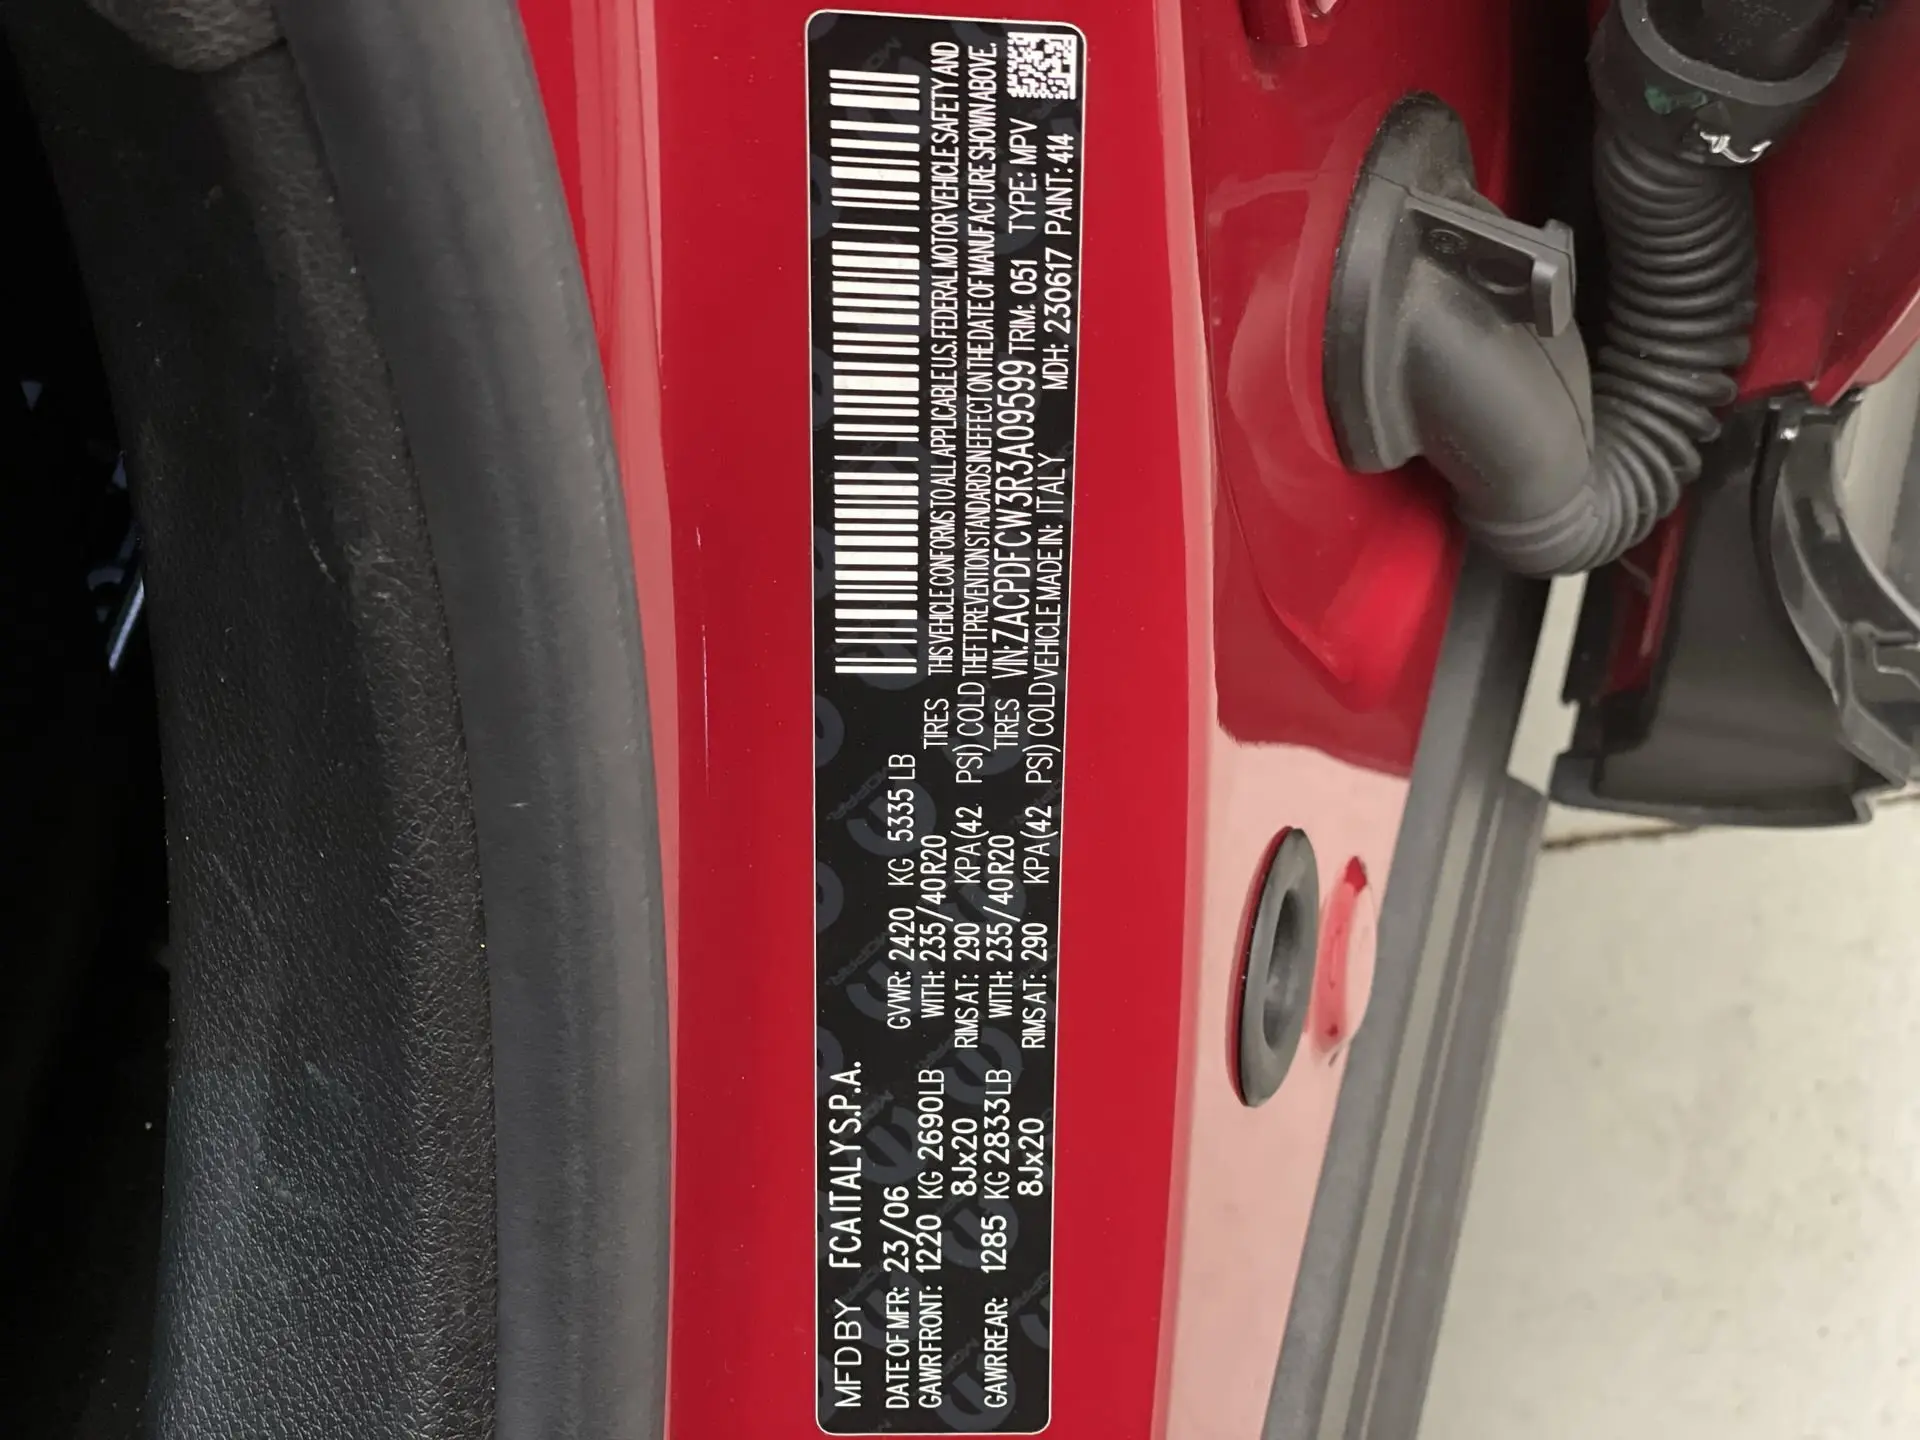 MFD BY FCA ITALY S.P.A.
DATE OF MFR: 23/06 GVWR: 2420 KG 5335 LB
GAWR FRONT: 1220 KG 2690 LB WITH: 235/40R20 TIRES
8Jx20 RIMS AT: 290 KPA(42 PSI) COLD
GAWR REAR: 1285 KG 2833 LB WITH: 235/40R20 TIRES
8Jx20 RIMS AT: 290 KPA(42 PSI) COLD
THIS VEHICLE CONFORMS TO ALL APPLICABLE U.S. FEDERAL MOTOR VEHICLE SAFETY AND
THEFT PREVENTION STANDARDS IN EFFECT ON THE DATE OF MANUFACTURE SHOWN ABOVE.
VIN: ZACPDFCW3R3A09599 TRIM: 051 TYPE: MPV
VEHICLE MADE IN: ITALY MDH: 230617 PAINT: 414